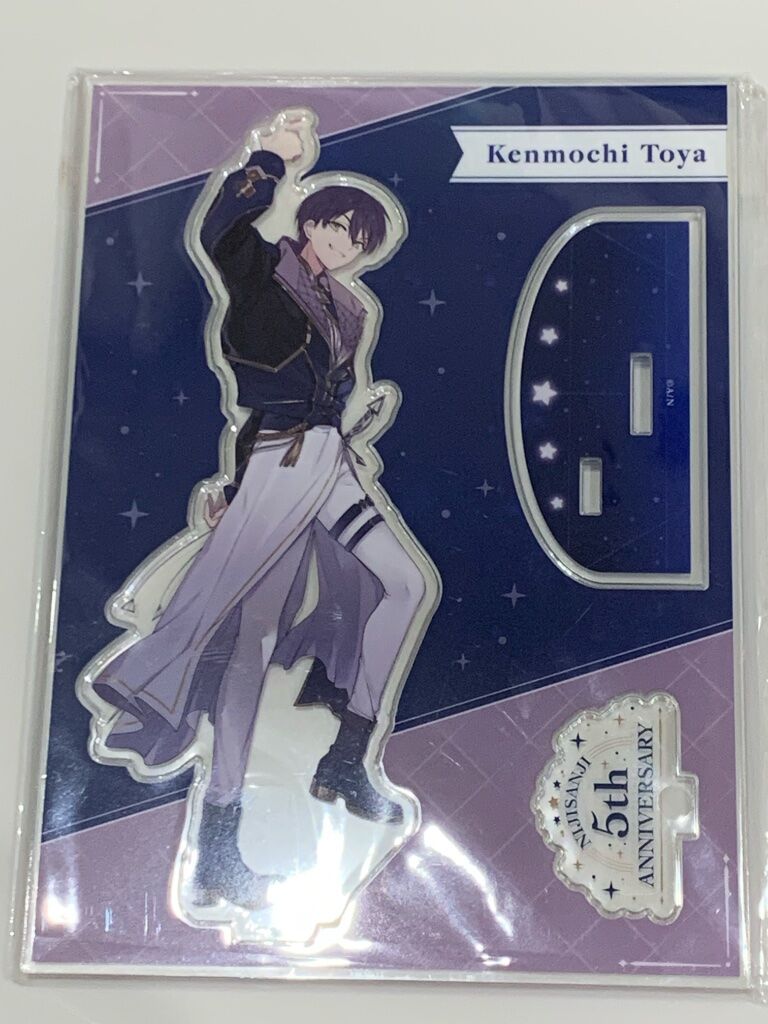 Kenmochi Toya
©A/N
NIJISANJI
5th
ANNIVERSARY